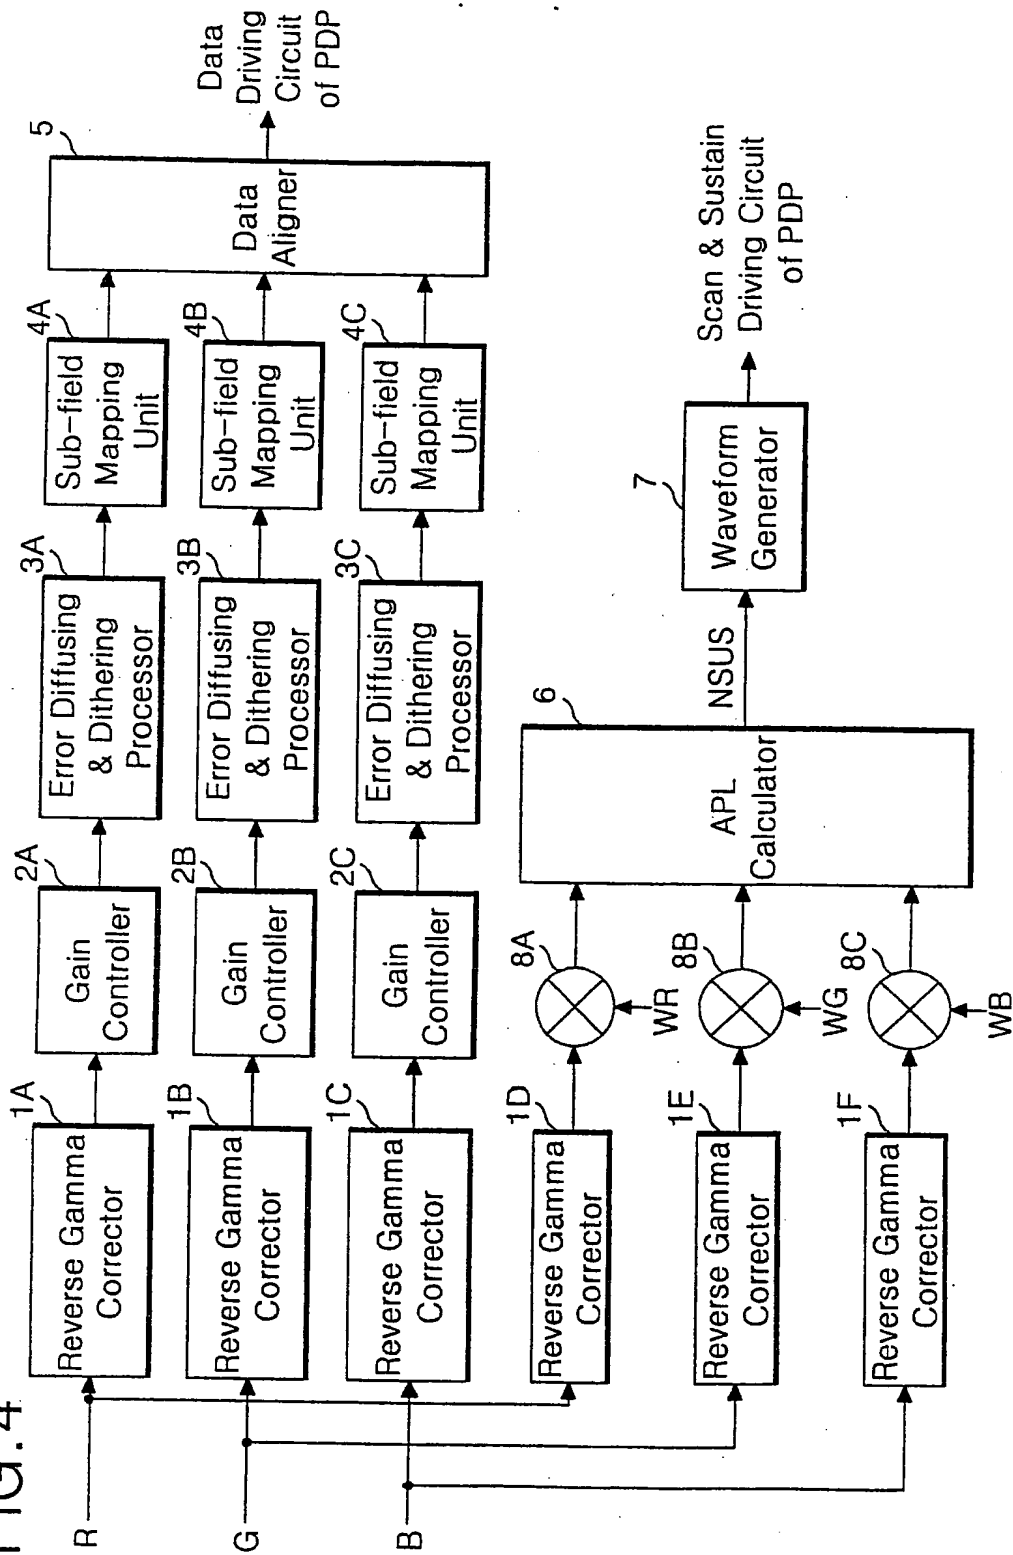 FIG.4
R
G
B
1A
Reverse Gamma
Corrector
2A
Gain
Controller
3A
Error Diffusing
& Dithering
Processor
4A
Sub-field
Mapping
Unit
1B
Reverse Gamma
Corrector
2B
Gain
Controller
3B
Error Diffusing
& Dithering
Processor
4B
Sub-field
Mapping
Unit
1C
Reverse Gamma
Corrector
2C
Gain
Controller
3C
Error Diffusing
& Dithering
Processor
4C
Sub-field
Mapping
Unit
5
Data
Aligner
Data
Driving
Circuit
of PDP
1D
Reverse Gamma
Corrector
8A
WR
1E
Reverse Gamma
Corrector
8B
WG
1F
Reverse Gamma
Corrector
8C
WB
6
APL
Calculator
NSUS
7
Waveform
Generator
Scan & Sustain
Driving Circuit
of PDP